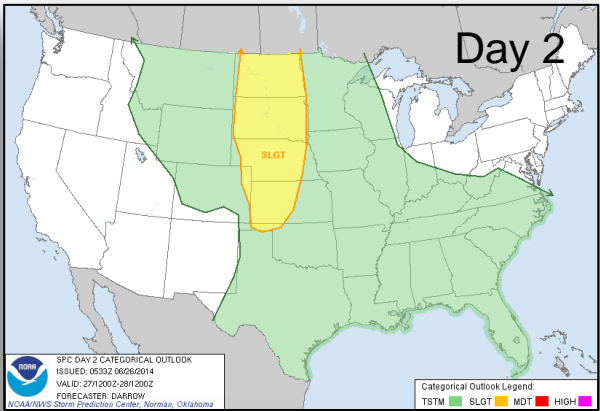 Day 2
SLGT
NOAA
SPC DAY 2 CATEGORICAL OUTLOOK
ISSUED: 0533Z 06/26/2014
VALID: 27/1200Z-28/1200Z
FORECASTER: DARROW
NOAA/NWS Storm Prediction Center, Norman, Oklahoma
Categorical Outlook Legend:
TSTM SLGT MDT HIGH